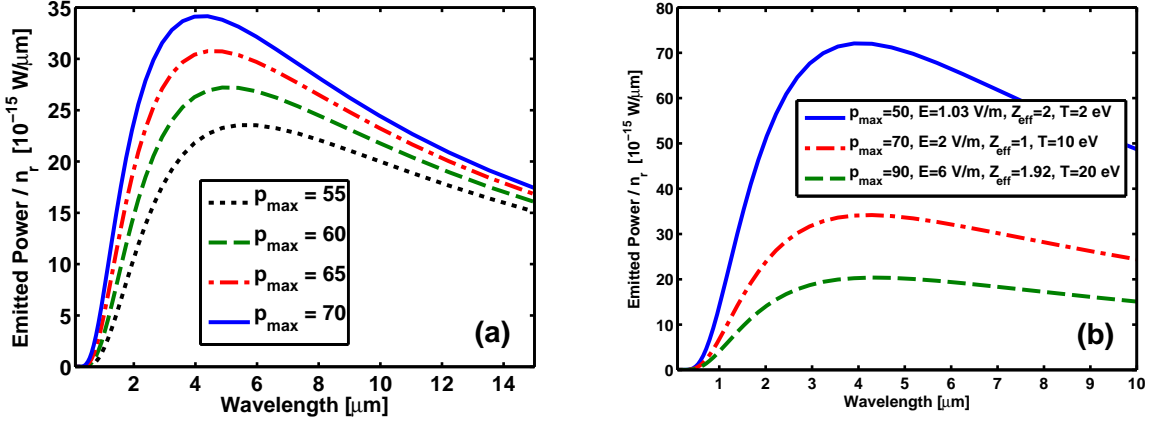 (a)
Emitted Power / n_r [10^{-15} W/μm]
40
35
30
25
20
15
10
5
0
p_max = 55
p_max = 60
p_max = 65
p_max = 70
2 4 6 8 10 12 14
Wavelength [μm]
(b)
Emitted Power / n_r [10^{-15} W/μm]
80
70
60
50
40
30
20
10
0
p_max=50, E=1.03 V/m, Z_eff=2, T=2 eV
p_max=70, E=2 V/m, Z_eff=1, T=10 eV
p_max=90, E=6 V/m, Z_eff=1.92, T=20 eV
1 2 3 4 5 6 7 8 9 10
Wavelength [μm]